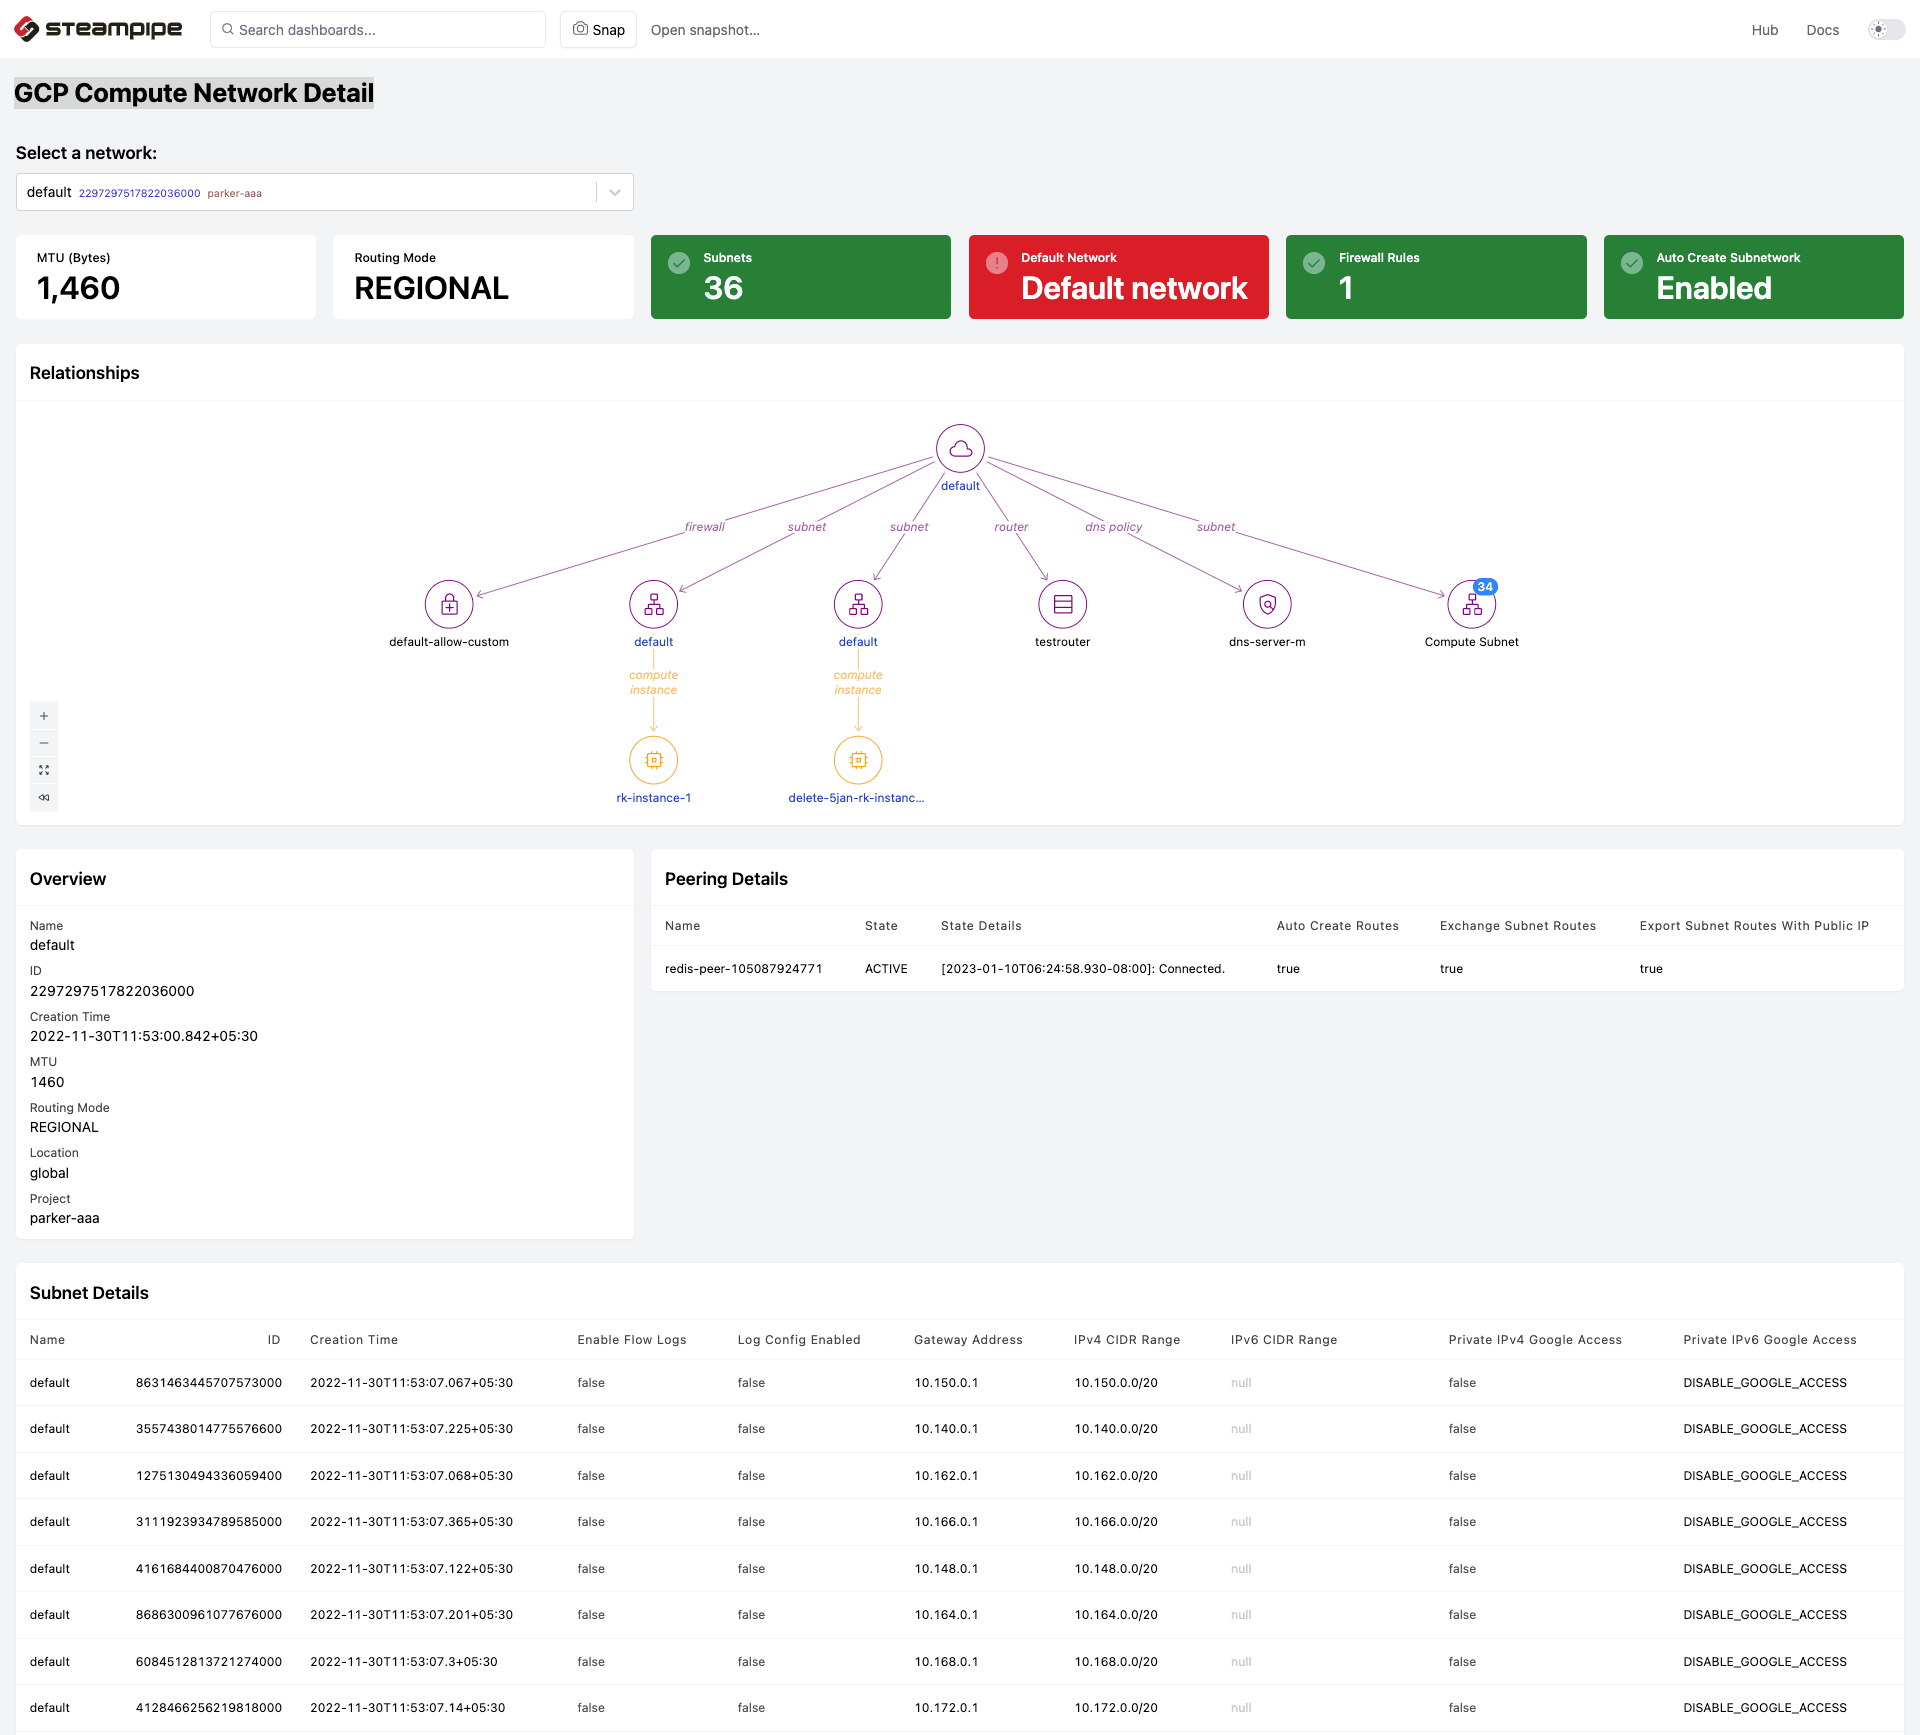 steampipe Search dashboards... Snap Open snapshot... Hub Docs
GCP Compute Network Detail
Select a network:
default 2297297517822036000 parker-aaa
MTU (Bytes)
1,460
Routing Mode
REGIONAL
Subnets
36
Default Network
Default network
Firewall Rules
1
Auto Create Subnetwork
Enabled
Relationships
default
firewall subnet subnet router dns policy subnet
34
default-allow-custom default default testrouter dns-server-m Compute Subnet
compute instance compute instance
rk-instance-1 delete-5jan-rk-instanc...
Overview
Name
default
ID
2297297517822036000
Creation Time
2022-11-30T11:53:00.842+05:30
MTU
1460
Routing Mode
REGIONAL
Location
global
Project
parker-aaa
Peering Details
Name State State Details Auto Create Routes Exchange Subnet Routes Export Subnet Routes With Public IP
redis-peer-105087924771 ACTIVE [2023-01-10T06:24:58.930-08:00]: Connected. true true true
Subnet Details
Name ID Creation Time Enable Flow Logs Log Config Enabled Gateway Address IPv4 CIDR Range IPv6 CIDR Range Private IPv4 Google Access Private IPv6 Google Access
default 8631463445707573000 2022-11-30T11:53:07.067+05:30 false false 10.150.0.1 10.150.0.0/20 null false DISABLE_GOOGLE_ACCESS
default 3557438014775576600 2022-11-30T11:53:07.225+05:30 false false 10.140.0.1 10.140.0.0/20 null false DISABLE_GOOGLE_ACCESS
default 1275130494336059400 2022-11-30T11:53:07.068+05:30 false false 10.162.0.1 10.162.0.0/20 null false DISABLE_GOOGLE_ACCESS
default 3111923934789585000 2022-11-30T11:53:07.365+05:30 false false 10.166.0.1 10.166.0.0/20 null false DISABLE_GOOGLE_ACCESS
default 4161684400870476000 2022-11-30T11:53:07.122+05:30 false false 10.148.0.1 10.148.0.0/20 null false DISABLE_GOOGLE_ACCESS
default 8686300961077676000 2022-11-30T11:53:07.201+05:30 false false 10.164.0.1 10.164.0.0/20 null false DISABLE_GOOGLE_ACCESS
default 6084512813721274000 2022-11-30T11:53:07.3+05:30 false false 10.168.0.1 10.168.0.0/20 null false DISABLE_GOOGLE_ACCESS
default 4128466256219818000 2022-11-30T11:53:07.14+05:30 false false 10.172.0.1 10.172.0.0/20 null false DISABLE_GOOGLE_ACCESS